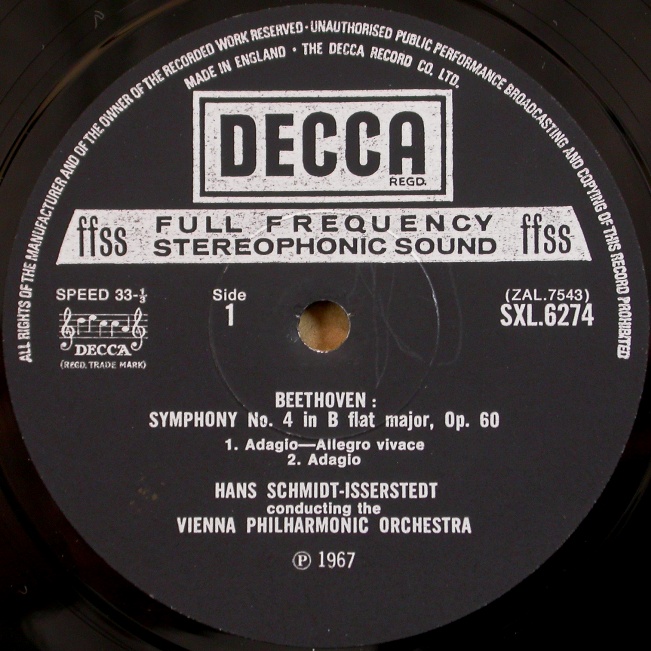 ALL RIGHTS OF THE MANUFACTURER AND OF THE OWNER OF THE RECORDED WORK RESERVED · UNAUTHORISED PUBLIC PERFORMANCE BROADCASTING AND COPYING OF THIS RECORD PROHIBITED
MADE IN ENGLAND · THE DECCA RECORD CO. LTD.
DECCA
REGD.
ffss FULL FREQUENCY STEREOPHONIC SOUND ffss
SPEED 33-⅓
DECCA
(REGD. TRADE MARK)
Side
1
(ZAL.7543)
SXL.6274
BEETHOVEN :
SYMPHONY No. 4 in B flat major, Op. 60
1. Adagio—Allegro vivace
2. Adagio
HANS SCHMIDT-ISSERSTEDT
conducting the
VIENNA PHILHARMONIC ORCHESTRA
℗ 1967